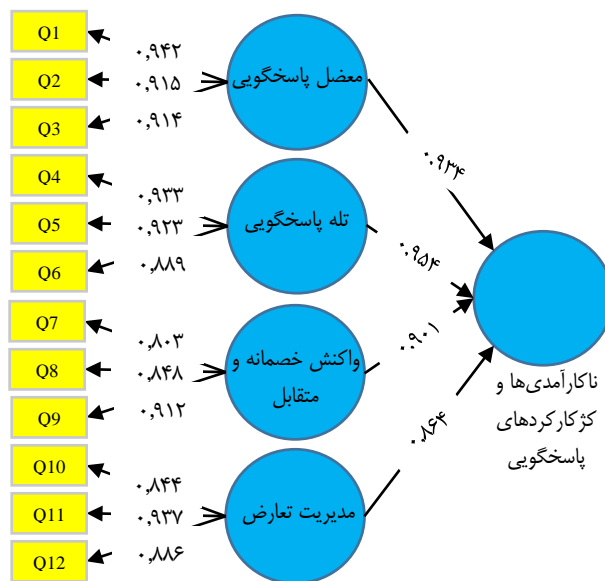 Q1
۰,۹۴۲
Q2
۰,۹۱۵
Q3
۰,۹۱۴
معضل پاسخگویی
۰.۹۳۴
Q4
۰,۹۳۳
Q5
۰,۹۲۳
Q6
۰,۸۸۹
تله پاسخگویی
۰.۹۵۴
Q7
۰,۸۰۳
Q8
۰,۸۴۸
Q9
۰,۹۱۲
واکنش خصمانه و
متقابل
۰.۹۰۱
Q10
۰,۸۴۴
Q11
۰,۹۳۷
Q12
۰,۸۸۶
مدیریت تعارض
۰.۸۶۴
ناکارآمدی‌ها و
کژکارکردهای
پاسخگویی